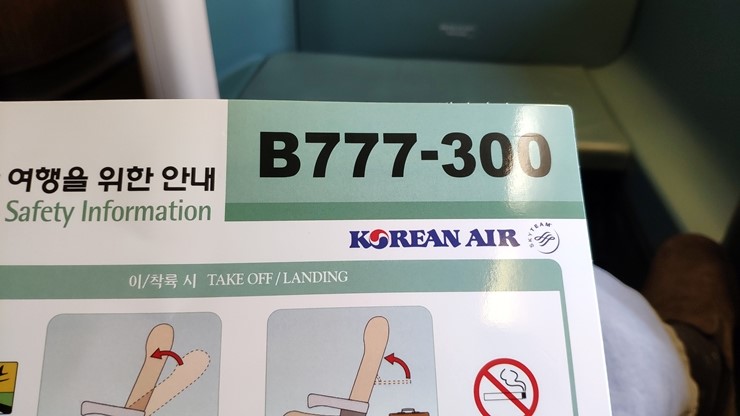 여행을 위한 안내
Safety Information
B777-300
KOREAN AIR
SKYTEAM
이/착륙 시 TAKE OFF / LANDING